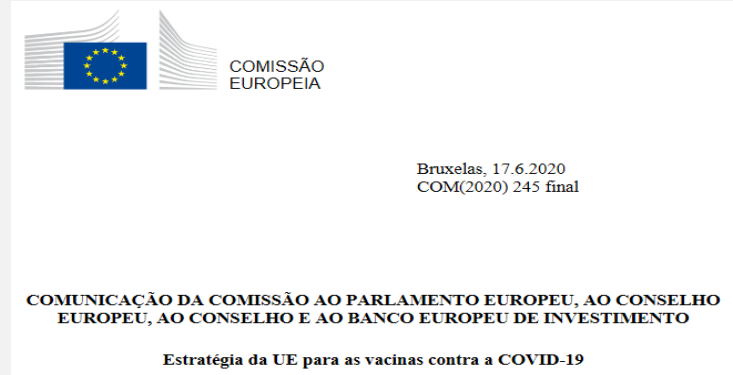 COMISSÃO
EUROPEIA
Bruxelas, 17.6.2020
COM(2020) 245 final
COMUNICAÇÃO DA COMISSÃO AO PARLAMENTO EUROPEU, AO CONSELHO
EUROPEU, AO CONSELHO E AO BANCO EUROPEU DE INVESTIMENTO
Estratégia da UE para as vacinas contra a COVID-19